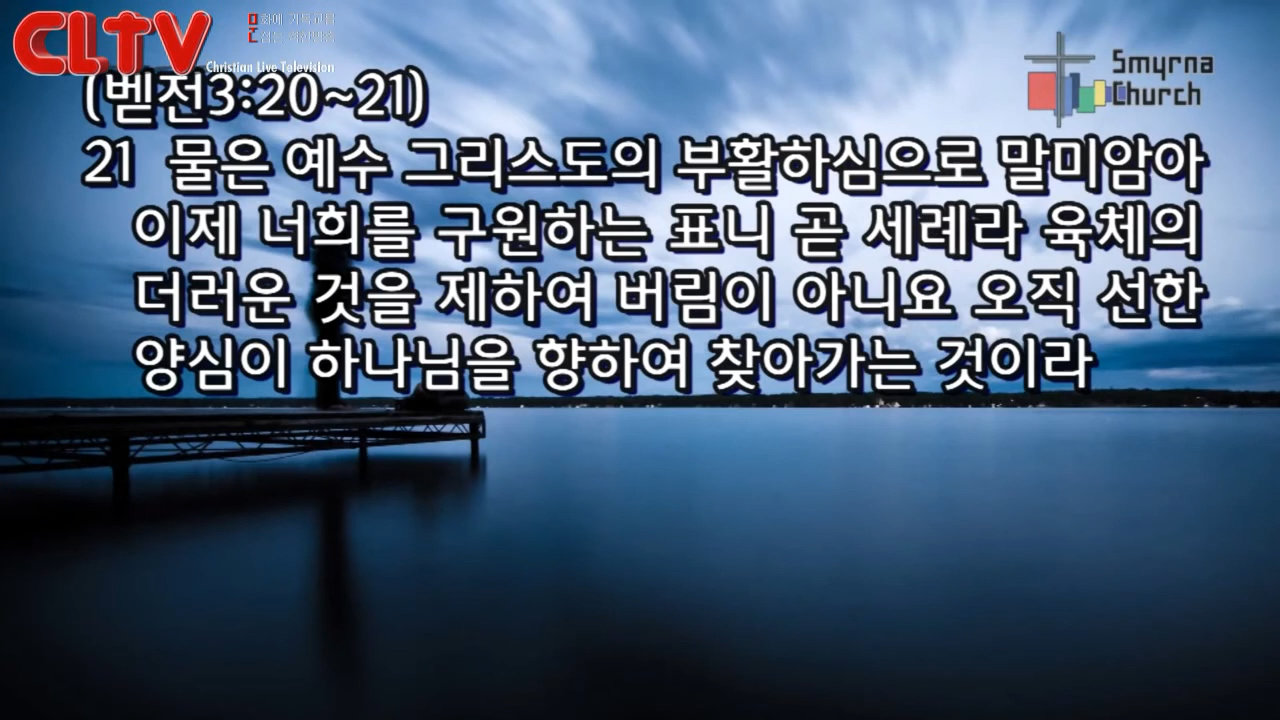 CLTV
Christian Live Television
Smyrna
Church
(벧전3:20~21)
21 물은 예수 그리스도의 부활하심으로 말미암아
이제 너희를 구원하는 표니 곧 세례라 육체의
더러운 것을 제하여 버림이 아니요 오직 선한
양심이 하나님을 향하여 찾아가는 것이라